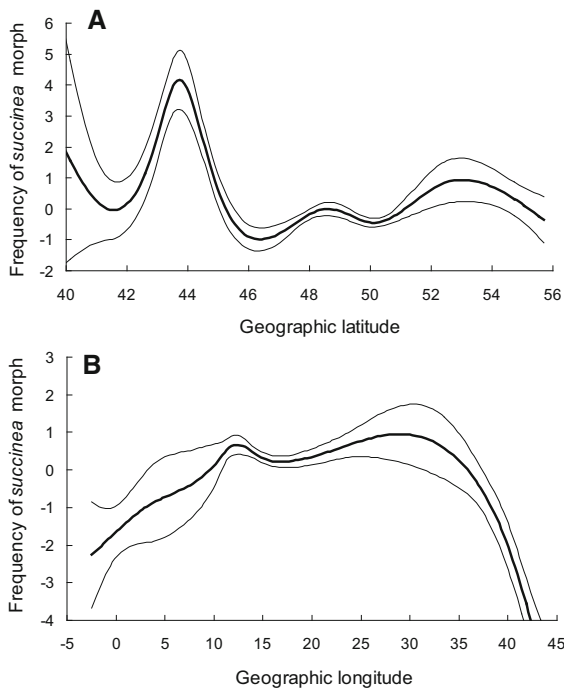 A
Frequency of succinea morph
6
5
4
3
2
1
0
-1
-2
40 42 44 46 48 50 52 54 56
Geographic latitude
B
Frequency of succinea morph
3
2
1
0
-1
-2
-3
-4
-5 0 5 10 15 20 25 30 35 40 45
Geographic longitude